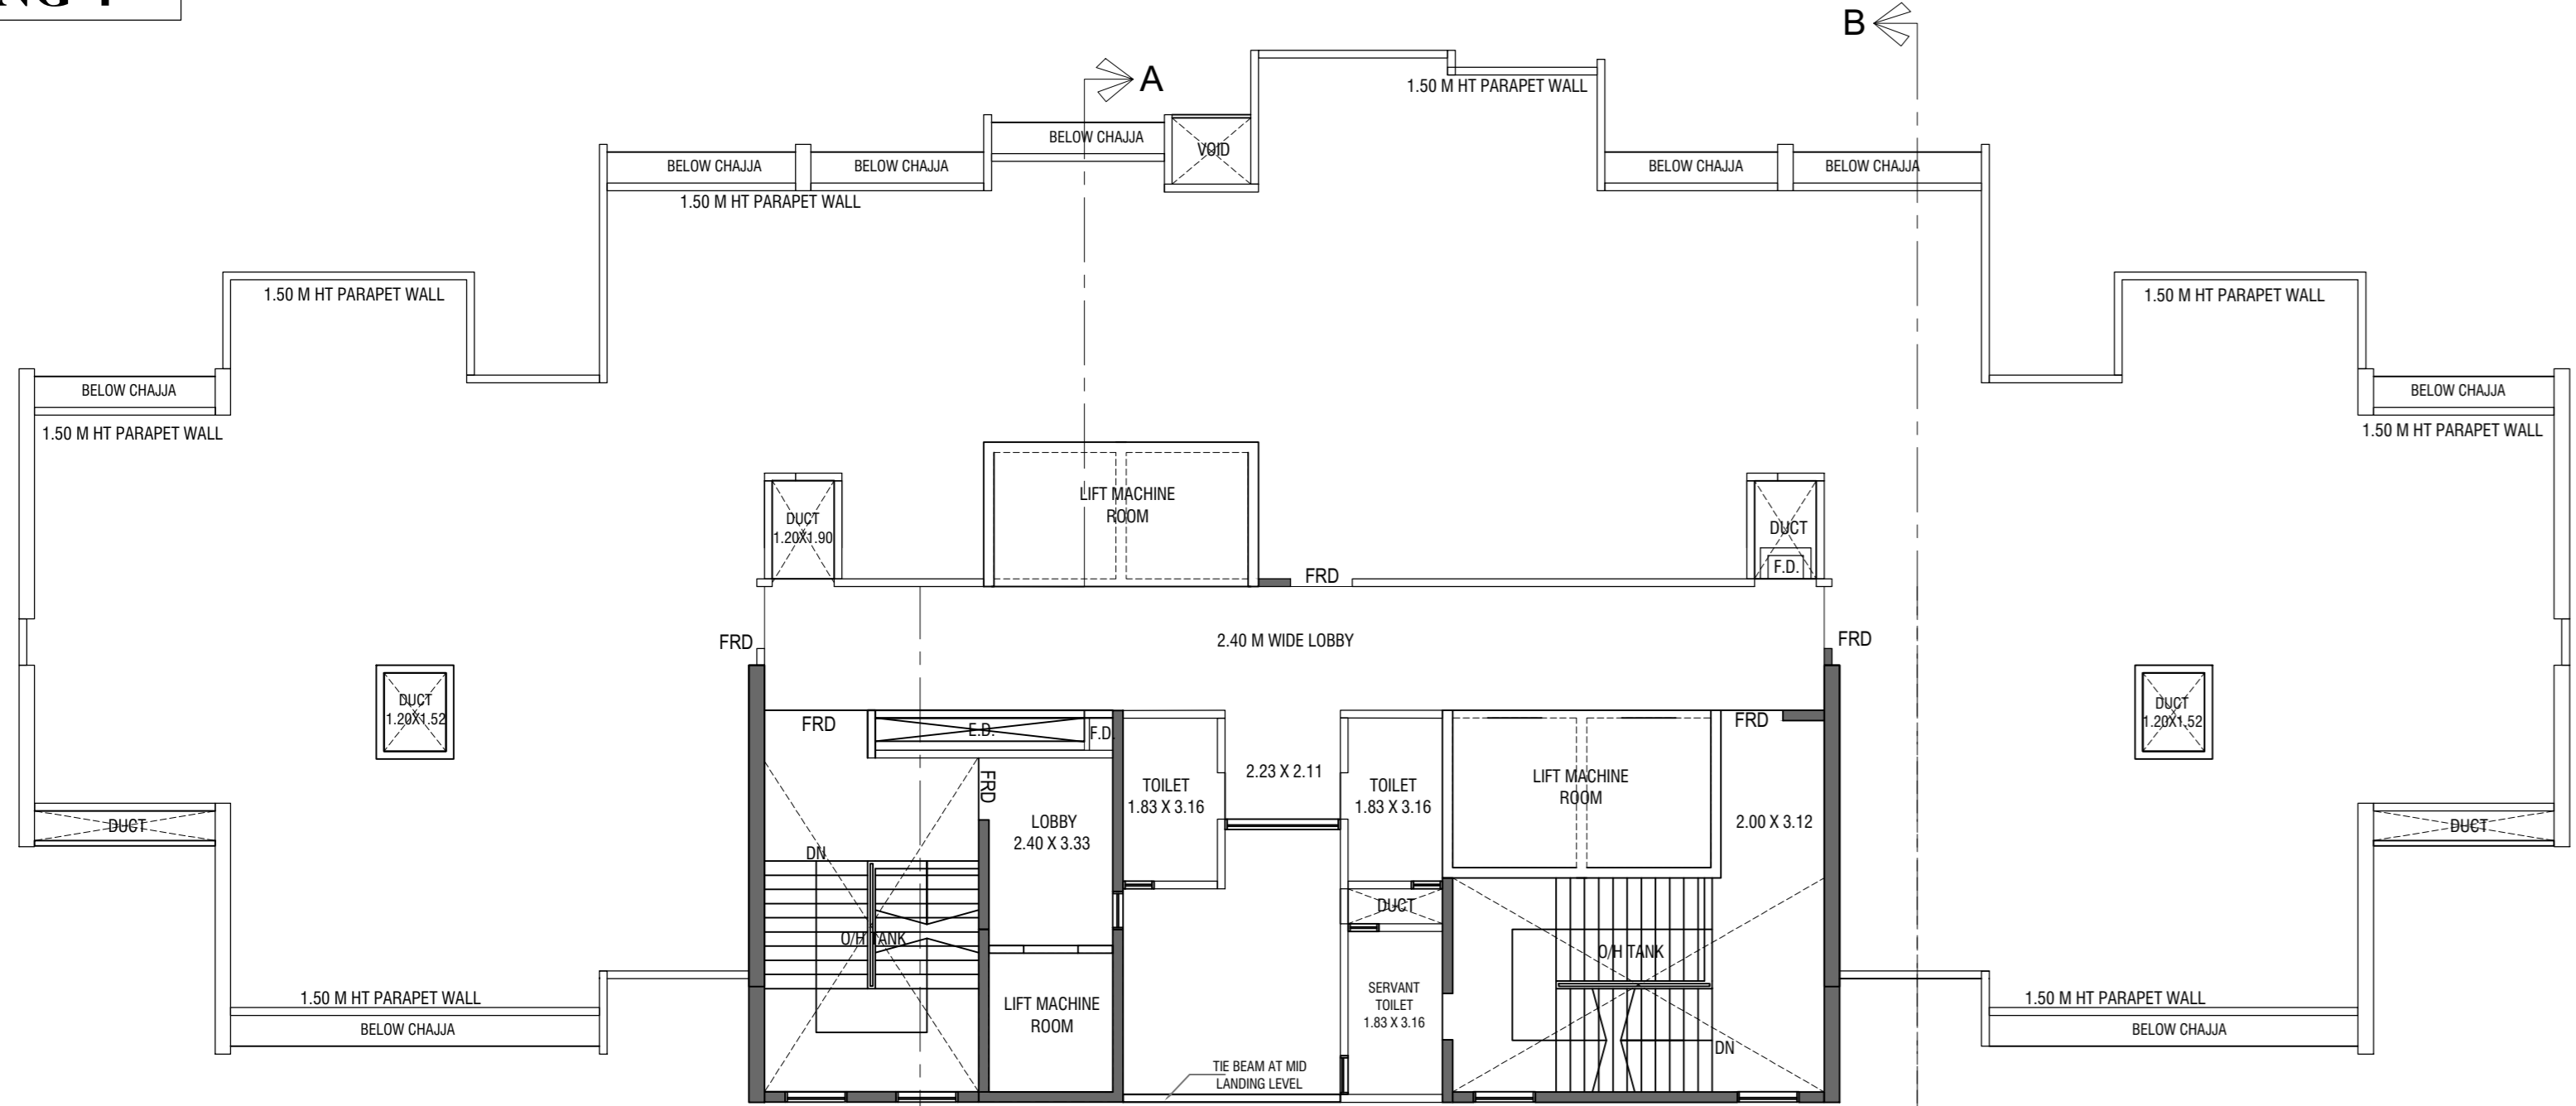 B
A
1.50 M HT PARAPET WALL
BELOW CHAJJA
VOID
BELOW CHAJJA
BELOW CHAJJA
BELOW CHAJJA
BELOW CHAJJA
1.50 M HT PARAPET WALL
1.50 M HT PARAPET WALL
1.50 M HT PARAPET WALL
BELOW CHAJJA
BELOW CHAJJA
1.50 M HT PARAPET WALL
1.50 M HT PARAPET WALL
LIFT MACHINE
ROOM
DUCT
1.20X1.90
DUCT
F.D.
FRD
FRD
2.40 M WIDE LOBBY
FRD
DUCT
1.20X1.52
DUCT
1.20X1.52
FRD
E.D.
F.D.
FRD
FRD
TOILET
1.83 X 3.16
2.23 X 2.11
TOILET
1.83 X 3.16
LIFT MACHINE
ROOM
LOBBY
2.40 X 3.33
2.00 X 3.12
DUCT
DUCT
DN
DUCT
O/H TANK
O/H TANK
SERVANT
TOILET
1.83 X 3.16
LIFT MACHINE
ROOM
1.50 M HT PARAPET WALL
BELOW CHAJJA
1.50 M HT PARAPET WALL
BELOW CHAJJA
DN
TIE BEAM AT MID
LANDING LEVEL